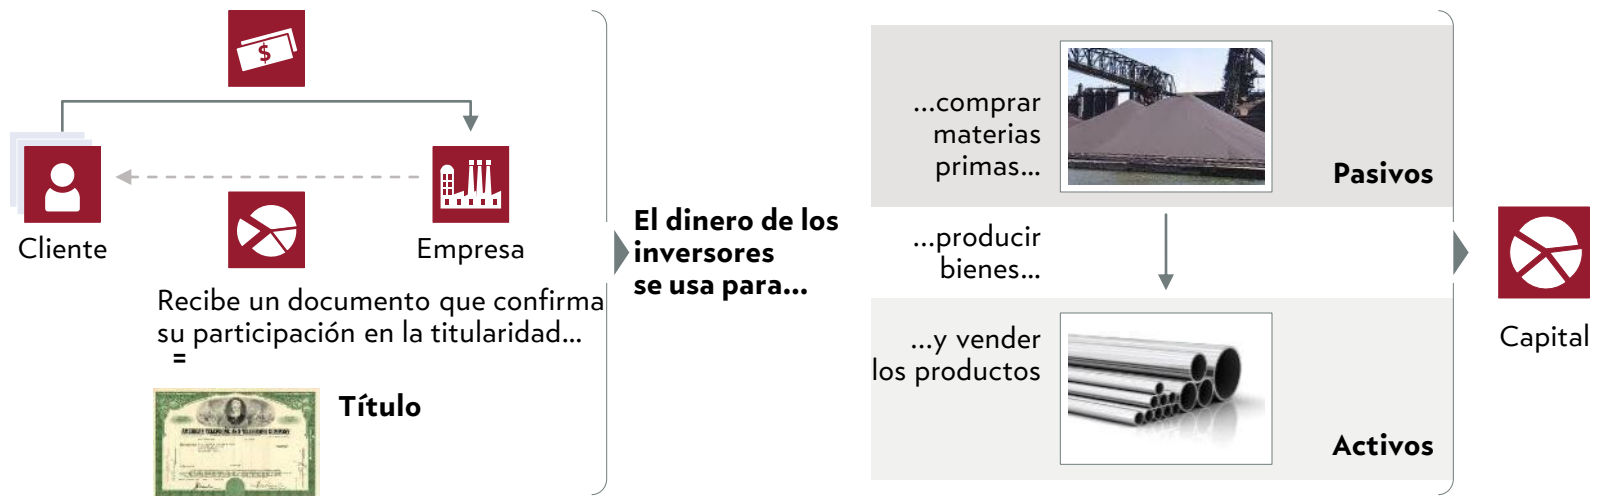 $
Cliente
Empresa
Recibe un documento que confirma
su participación en la titularidad...
=
Título
El dinero de los
inversores
se usa para...
...comprar
materias
primas...
Pasivos
...producir
bienes...
...y vender
los productos
Activos
Capital